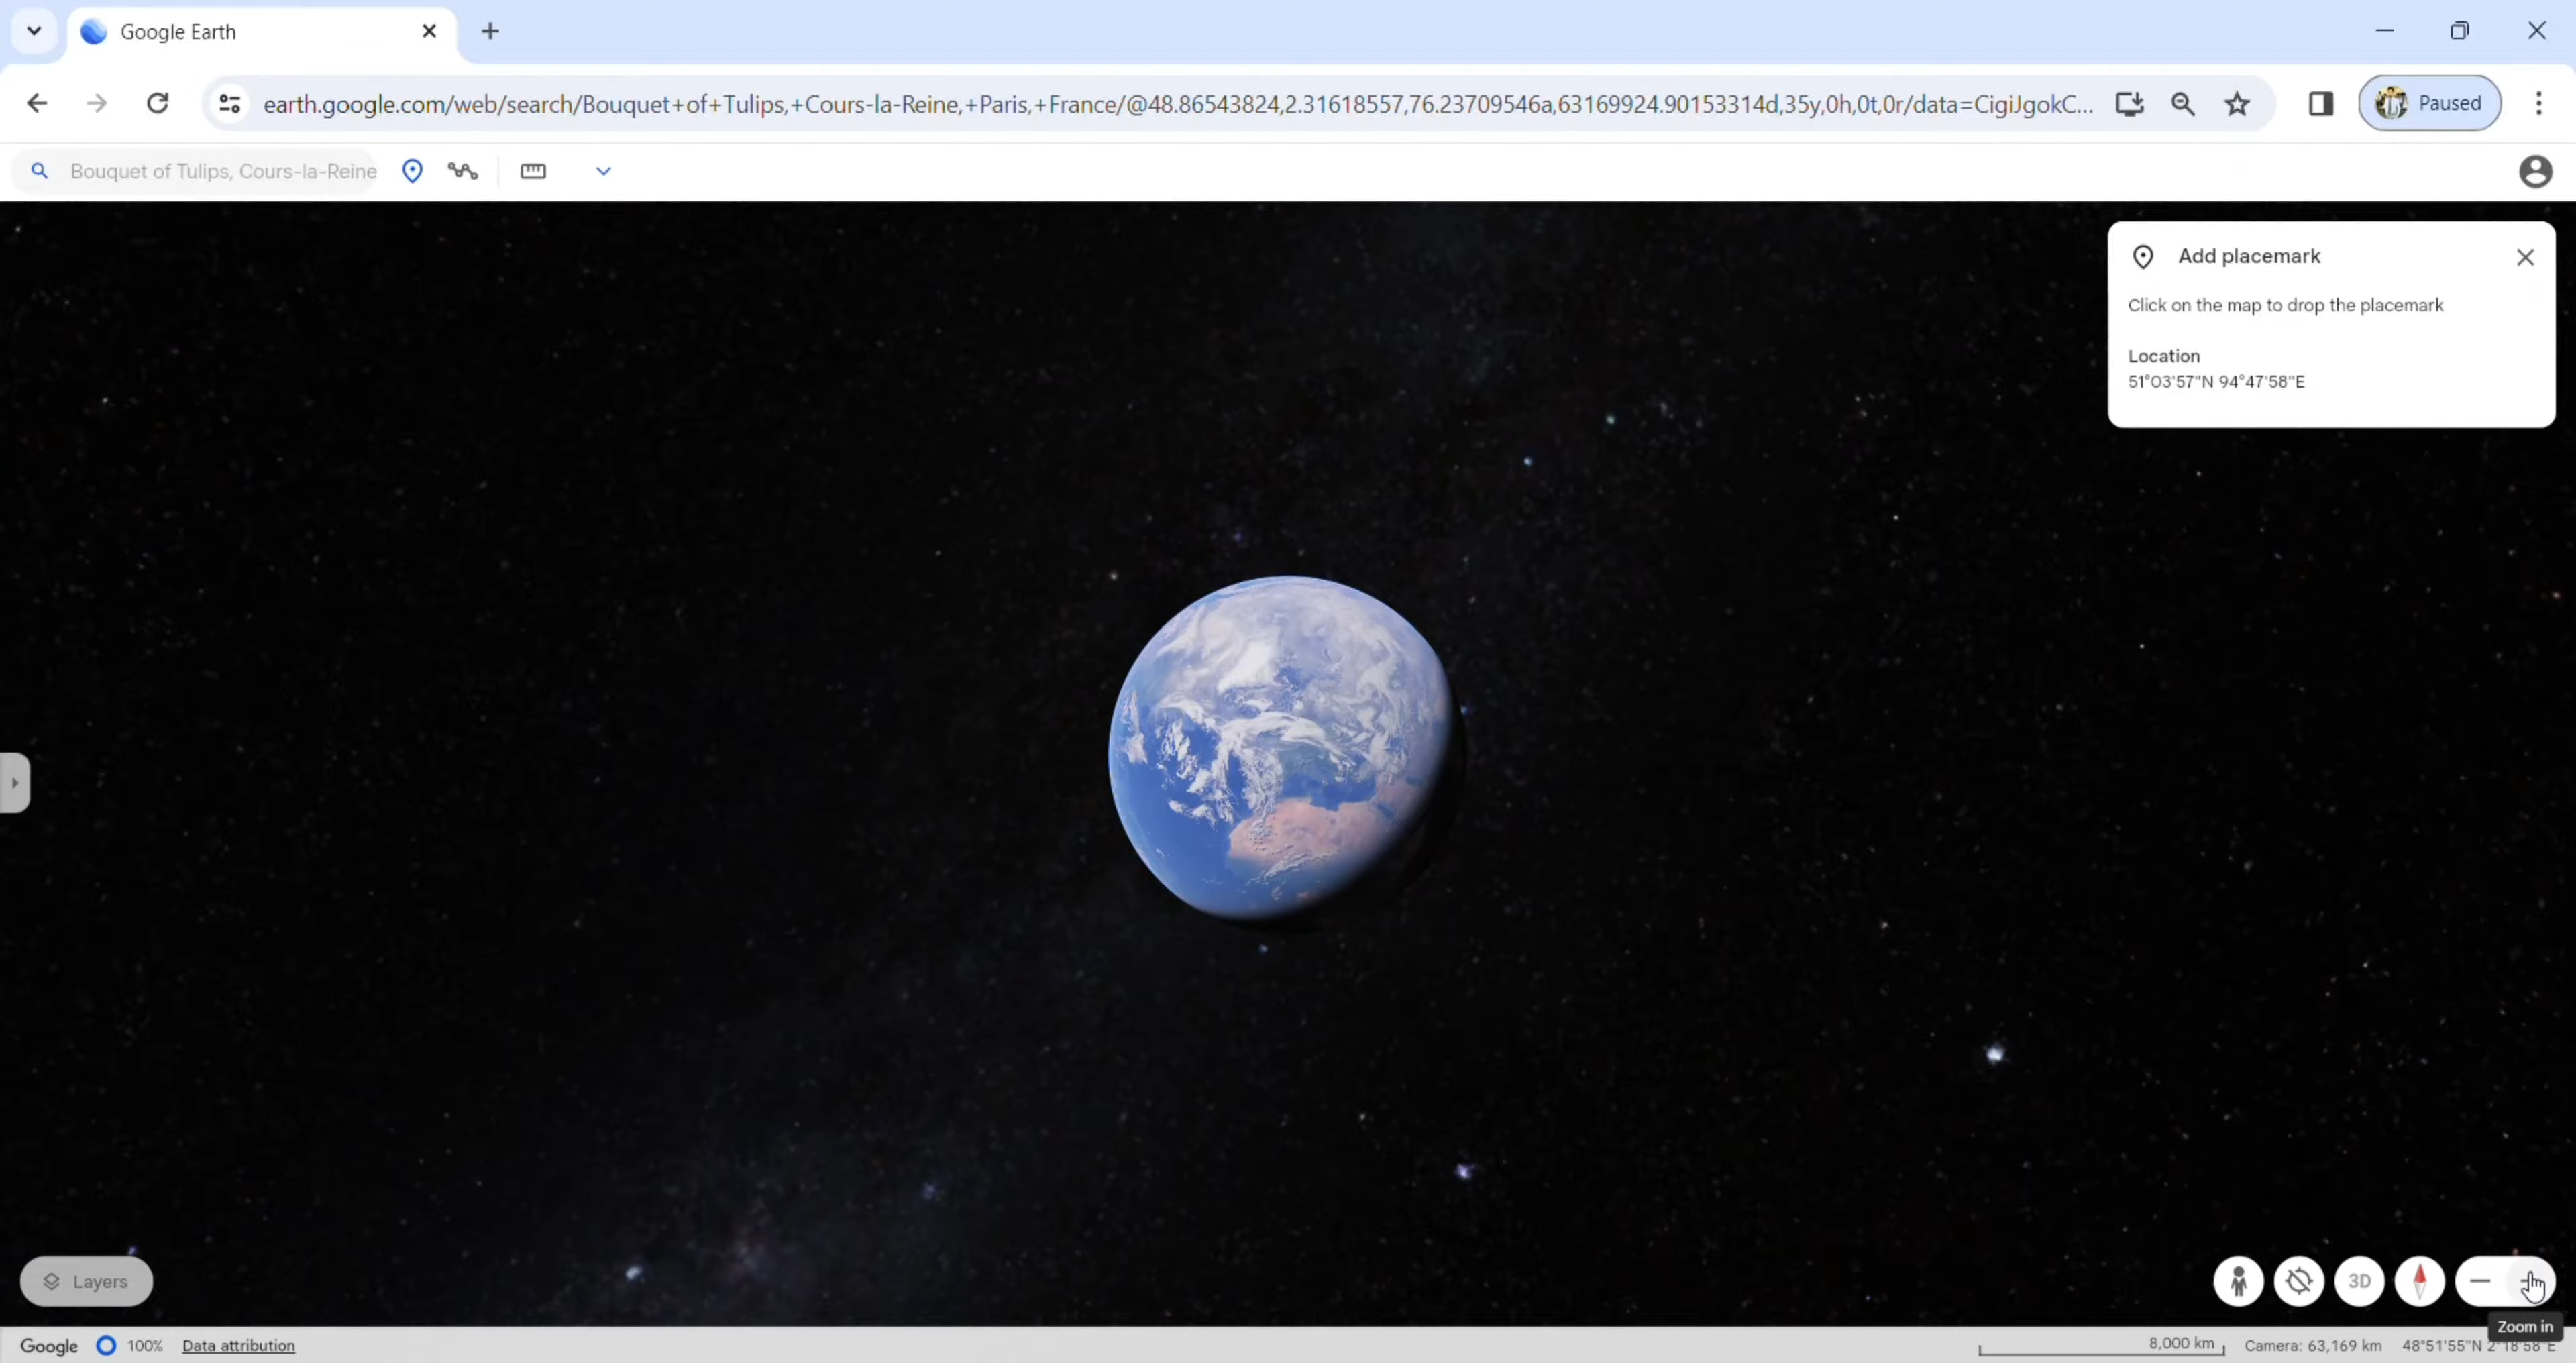 Google Earth
earth.google.com/web/search/Bouquet+of+Tulips,+Cours-la-Reine,+Paris,+France/@48.86543824,2.31618557,76.23709546a,63169924.90153314d,35y,0h,0t,0r/data=CigiJgokC...
Paused
Bouquet of Tulips, Cours-la-Reine
Add placemark
Click on the map to drop the placemark
Location
51°03'57"N 94°47'58"E
Layers
3D
Zoom in
Google 100% Data attribution 8,000 km Camera: 63,169 km 48°51'55"N 2°18'58"E